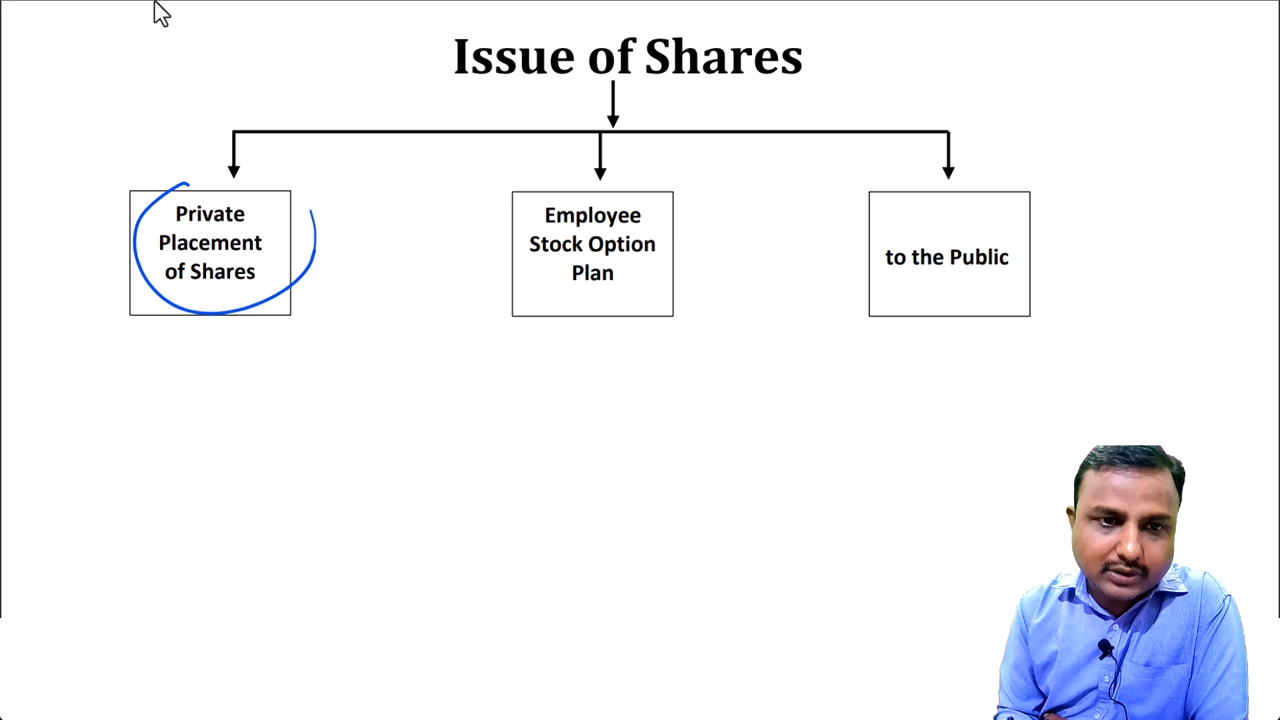 Issue of Shares
Private
Placement
of Shares
Employee
Stock Option
Plan
to the Public